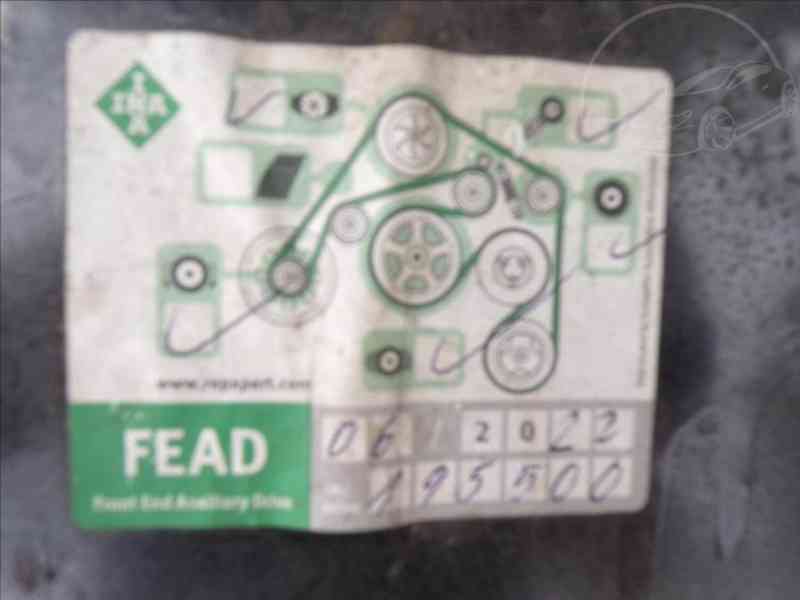 INA
www.repxpert.com
FEAD
Front End Auxiliary Drive
06 / 2022
195500